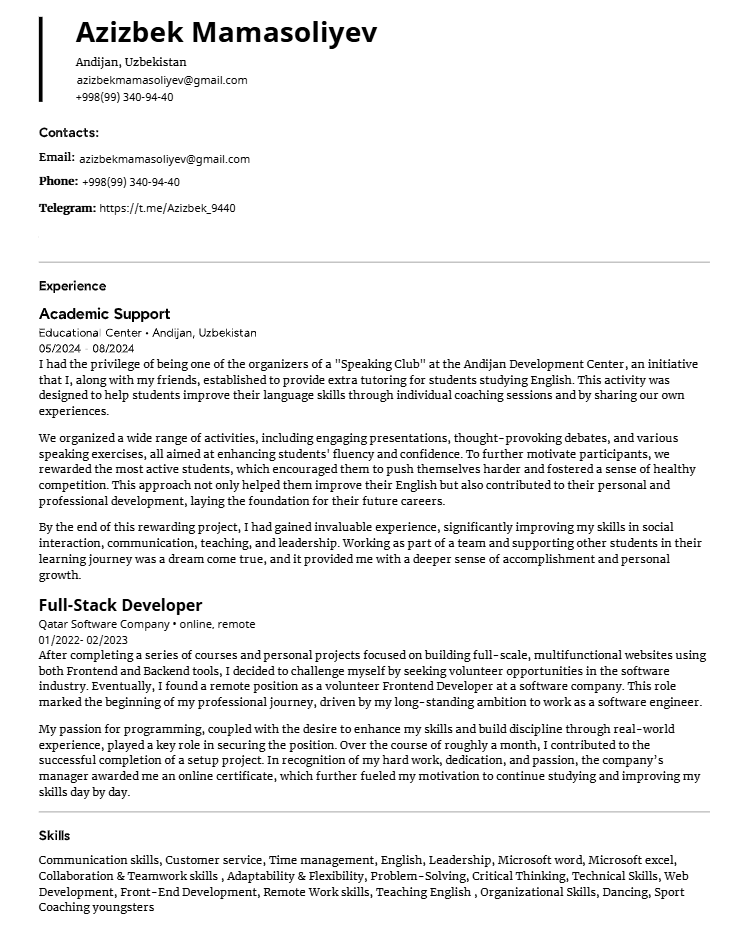 Azizbek Mamasoliyev
Andijan, Uzbekistan
azizbekmamasoliyev@gmail.com
+998(99) 340-94-40
Contacts:
Email: azizbekmamasoliyev@gmail.com
Phone: +998(99) 340-94-40
Telegram: https://t.me/Azizbek_9440
Experience
Academic Support
Educational Center • Andijan, Uzbekistan
05/2024 - 08/2024
I had the privilege of being one of the organizers of a "Speaking Club" at the Andijan Development Center, an initiative
that I, along with my friends, established to provide extra tutoring for students studying English. This activity was
designed to help students improve their language skills through individual coaching sessions and by sharing our own
experiences.
We organized a wide range of activities, including engaging presentations, thought-provoking debates, and various
speaking exercises, all aimed at enhancing students' fluency and confidence. To further motivate participants, we
rewarded the most active students, which encouraged them to push themselves harder and fostered a sense of healthy
competition. This approach not only helped them improve their English but also contributed to their personal and
professional development, laying the foundation for their future careers.
By the end of this rewarding project, I had gained invaluable experience, significantly improving my skills in social
interaction, communication, teaching, and leadership. Working as part of a team and supporting other students in their
learning journey was a dream come true, and it provided me with a deeper sense of accomplishment and personal
growth.
Full-Stack Developer
Qatar Software Company • online, remote
01/2022- 02/2023
After completing a series of courses and personal projects focused on building full-scale, multifunctional websites using
both Frontend and Backend tools, I decided to challenge myself by seeking volunteer opportunities in the software
industry. Eventually, I found a remote position as a volunteer Frontend Developer at a software company. This role
marked the beginning of my professional journey, driven by my long-standing ambition to work as a software engineer.
My passion for programming, coupled with the desire to enhance my skills and build discipline through real-world
experience, played a key role in securing the position. Over the course of roughly a month, I contributed to the
successful completion of a setup project. In recognition of my hard work, dedication, and passion, the company's
manager awarded me an online certificate, which further fueled my motivation to continue studying and improving my
skills day by day.
Skills
Communication skills, Customer service, Time management, English, Leadership, Microsoft word, Microsoft excel,
Collaboration & Teamwork skills , Adaptability & Flexibility, Problem-Solving, Critical Thinking, Technical Skills, Web
Development, Front-End Development, Remote Work skills, Teaching English , Organizational Skills, Dancing, Sport
Coaching youngsters